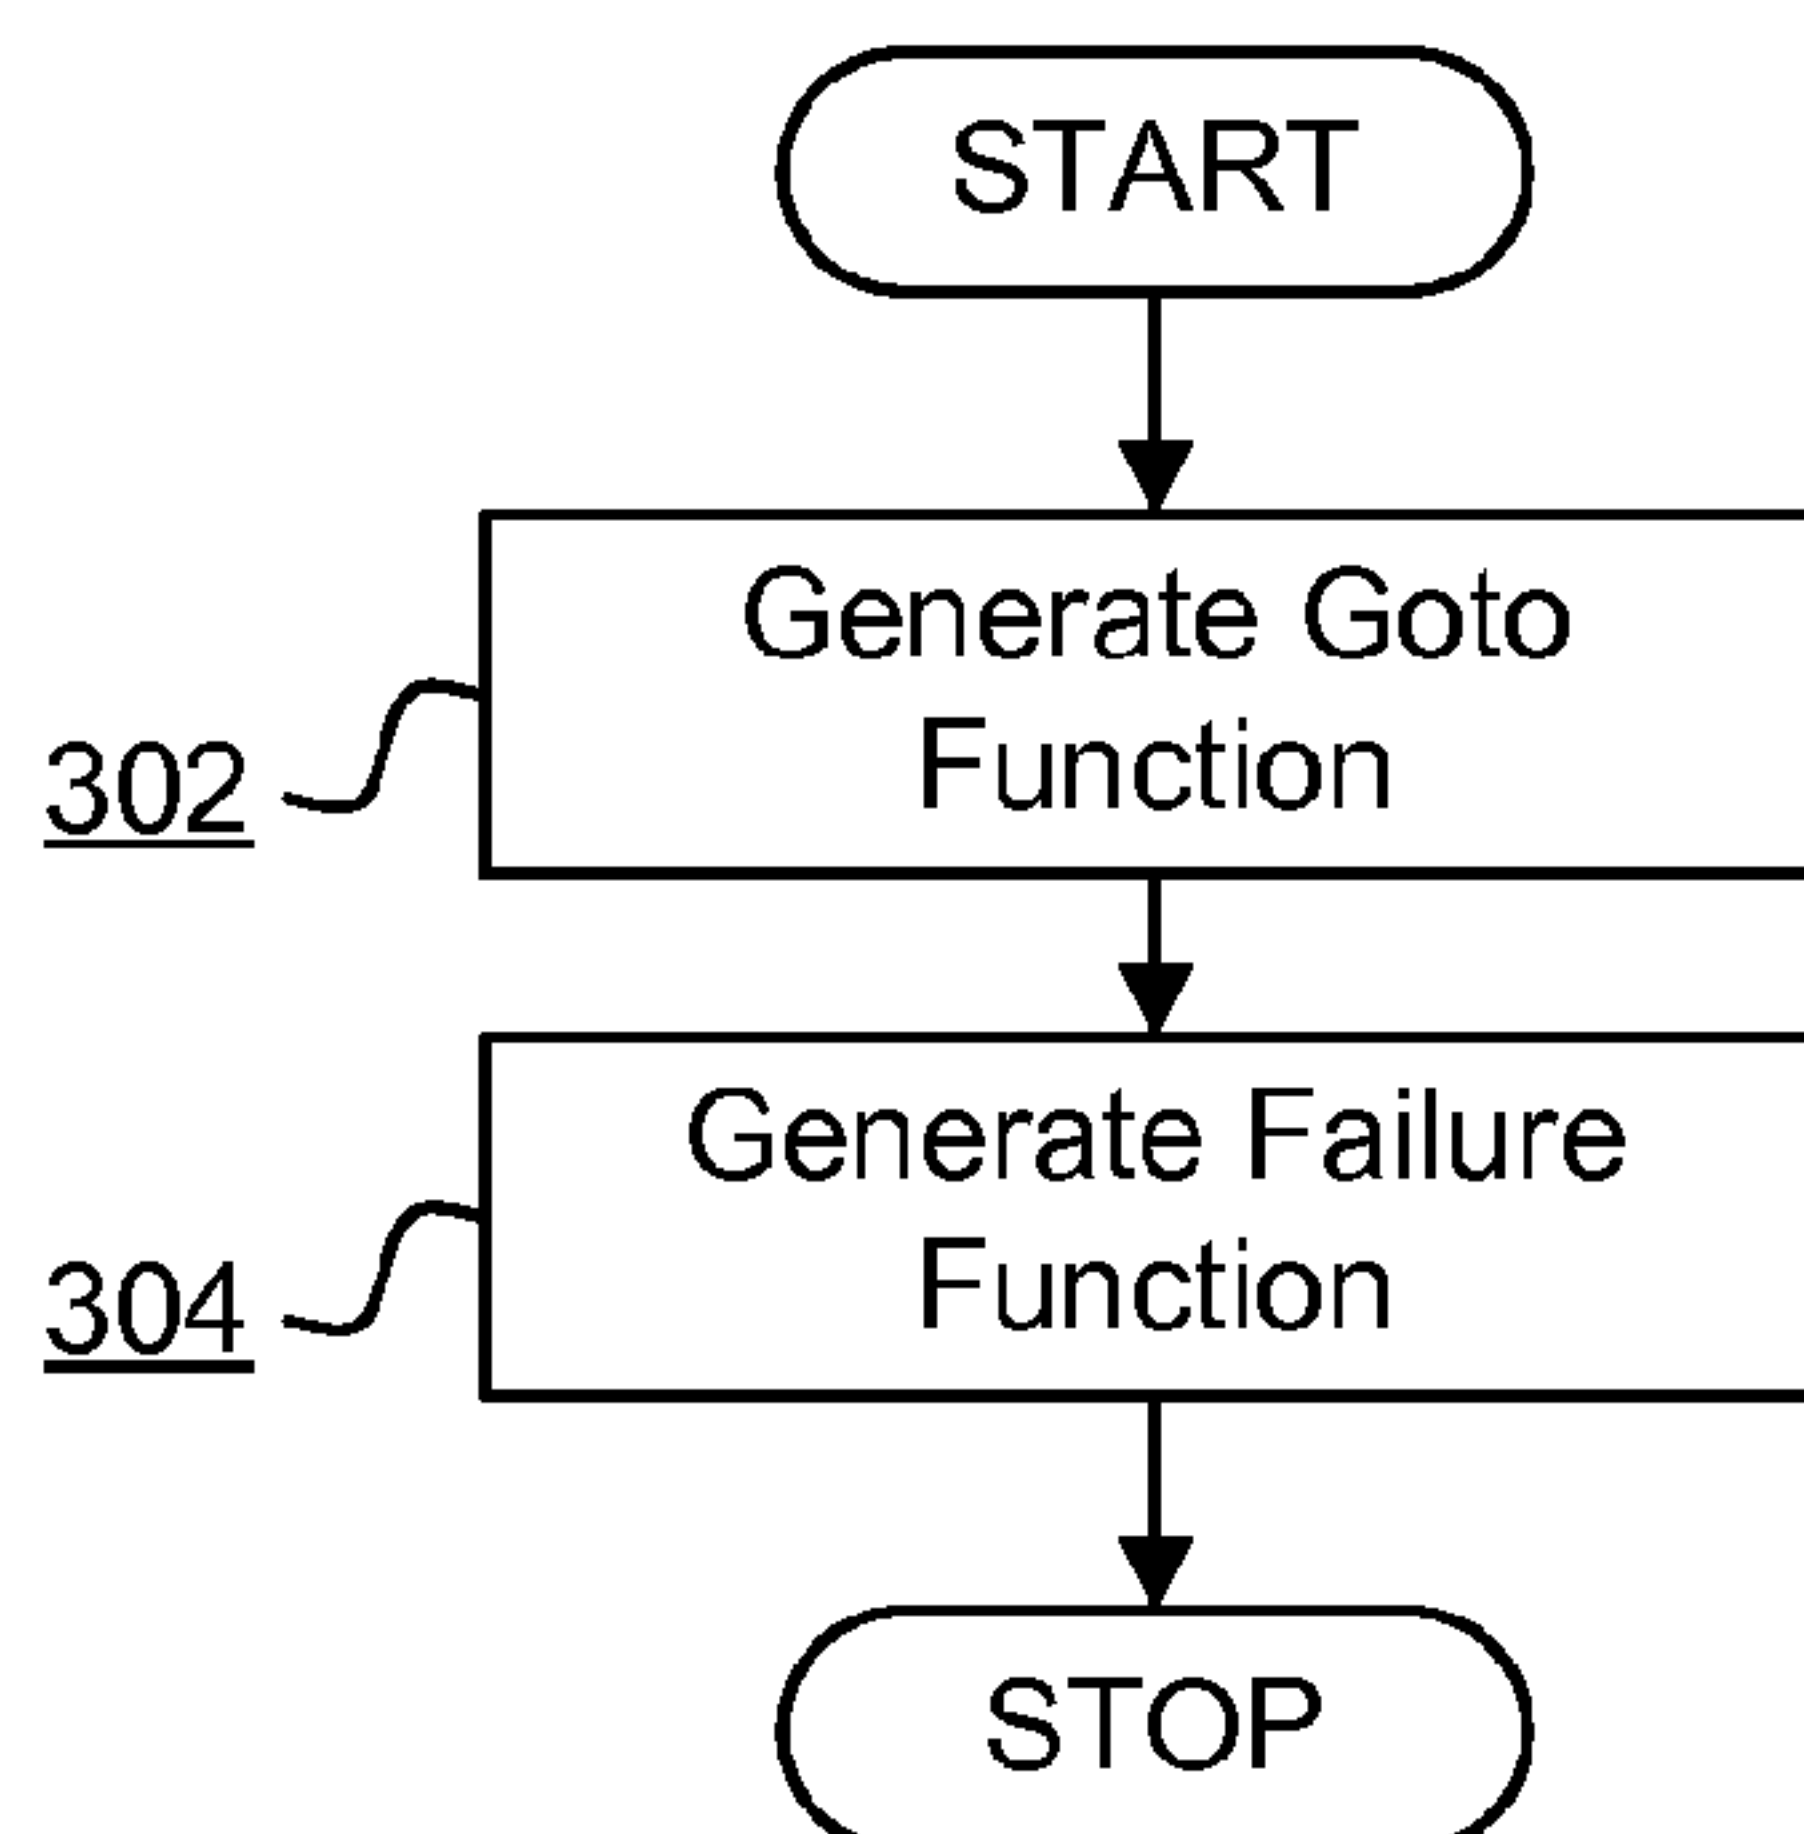 START
Generate Goto
Function
302
Generate Failure
Function
304
STOP